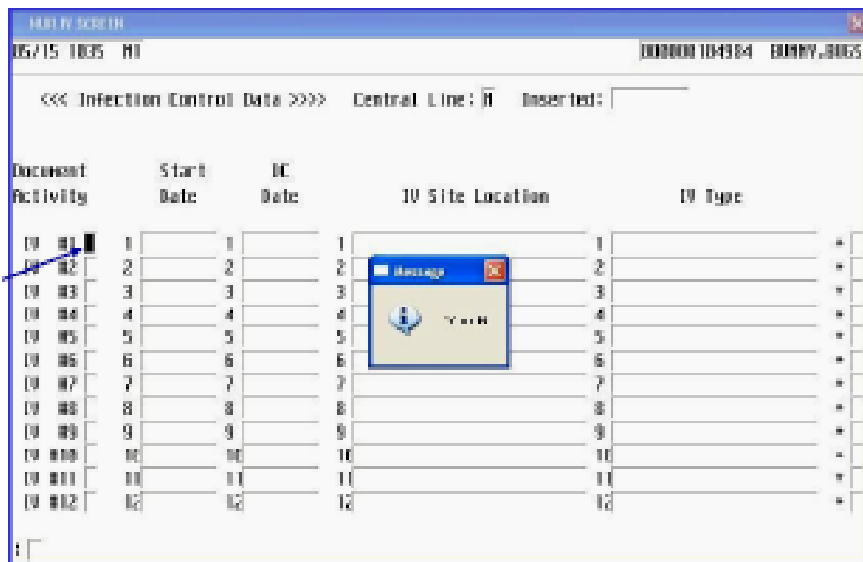 NUR IV SCREEN
05/15 1035 MT
BUNNY,BUGS
<<< Infection Control Data >>>> Central Line: N Inserted:
Document Start DC
Activity Date Date IV Site Location IV Type
IV #1 1 1 1 1 *
IV #2 2 2 2 2 *
IV #3 3 3 3 3 *
IV #4 4 4 4 4 *
IV #5 5 5 5 5 *
IV #6 6 6 6 6 *
IV #7 7 7 7 7 *
IV #8 8 8 8 8 *
IV #9 9 9 9 9 *
IV #10 10 10 10 10 *
IV #11 11 11 11 11 *
IV #12 12 12 12 12 *
Message
Y or N
: